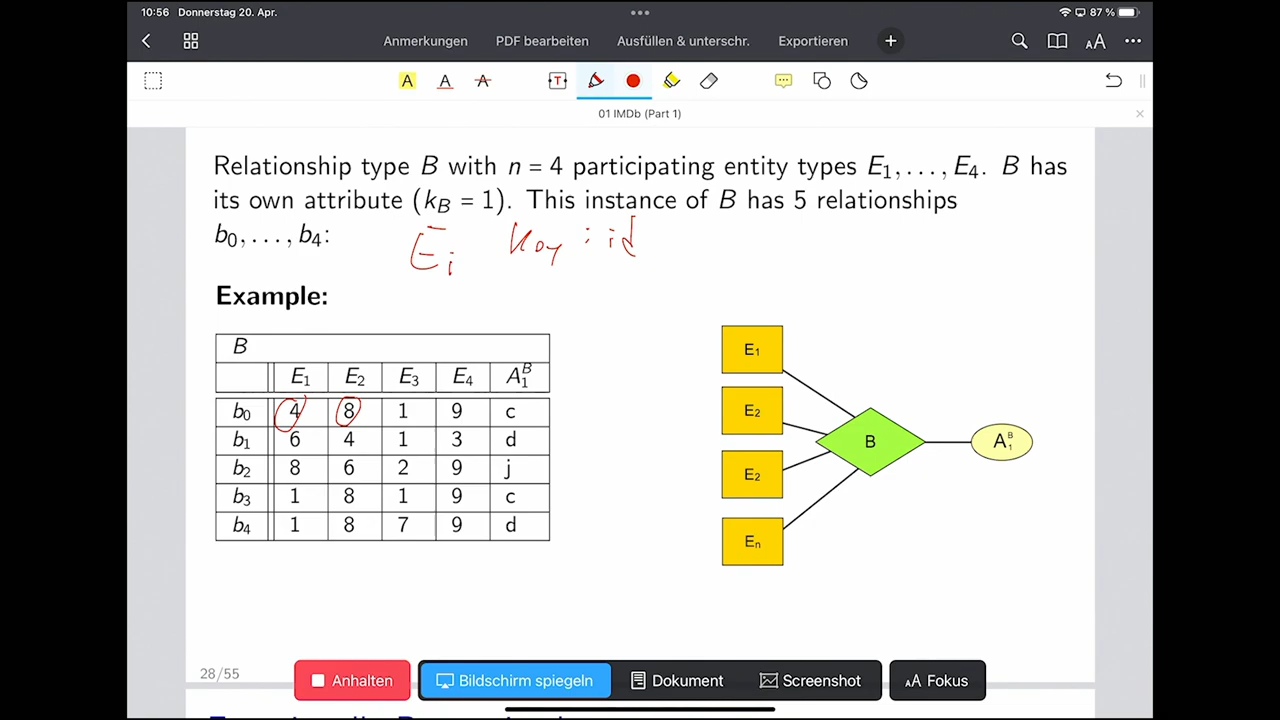 10:56 Donnerstag 20. Apr. 87 %
Anmerkungen PDF bearbeiten Ausfüllen & unterschr. Exportieren
01 IMDb (Part 1)
Relationship type B with n = 4 participating entity types E₁, . . . , E₄. B has
its own attribute (k_B = 1). This instance of B has 5 relationships
b₀, . . . , b₄:
Eᵢ key : id
Example:
B
E₁ E₂ E₃ E₄ A₁ᴮ
b₀ 4 8 1 9 c
b₁ 6 4 1 3 d
b₂ 8 6 2 9 j
b₃ 1 8 1 9 c
b₄ 1 8 7 9 d
E₁
E₂
E₂
Eₙ
B
A₁ᴮ
28/55
Anhalten Bildschirm spiegeln Dokument Screenshot AA Fokus